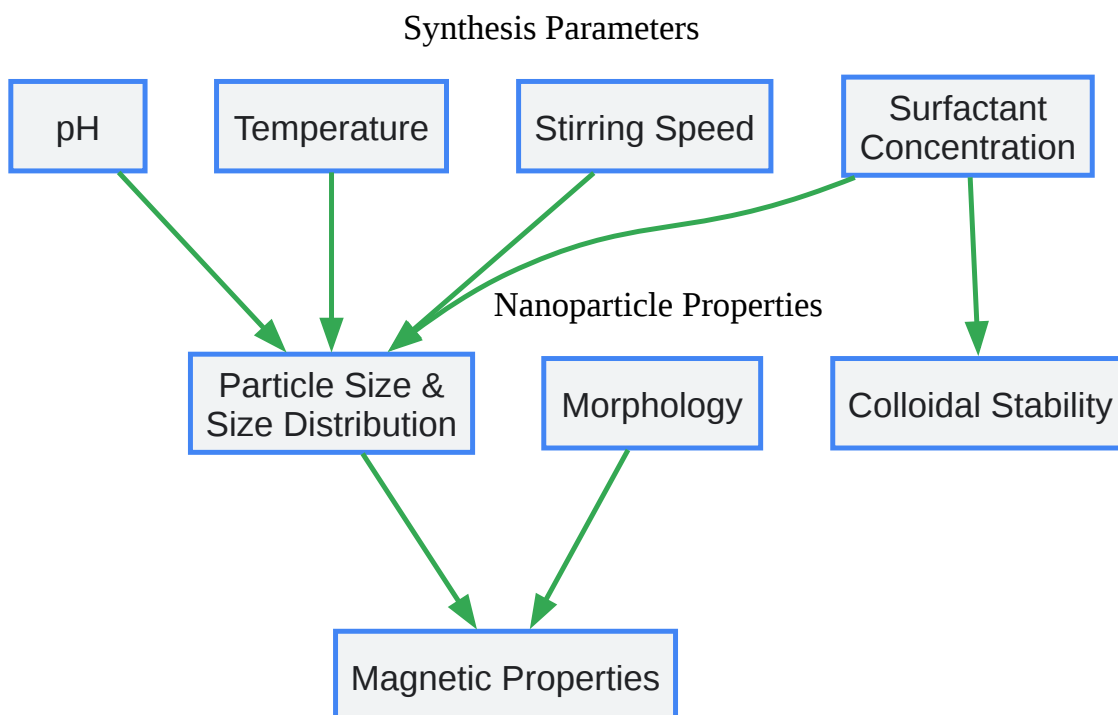 Synthesis Parameters
pH
Temperature
Stirring Speed
Surfactant
Concentration
Nanoparticle Properties
Particle Size &
Size Distribution
Morphology
Colloidal Stability
Magnetic Properties